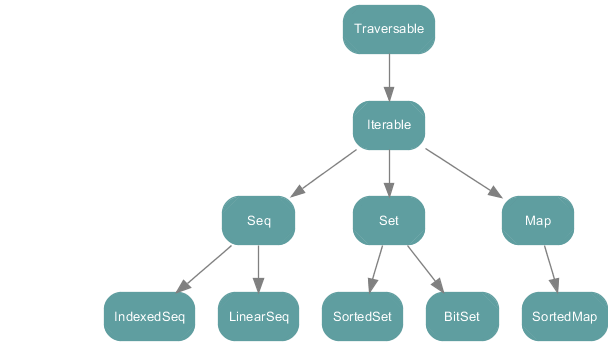 Traversable
Iterable
Seq
Set
Map
IndexedSeq
LinearSeq
SortedSet
BitSet
SortedMap